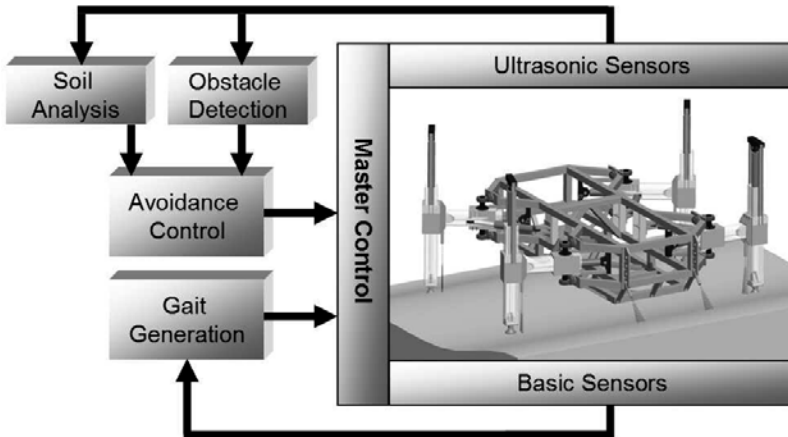 Soil
Analysis
Obstacle
Detection
Avoidance
Control
Gait
Generation
Master Control
Ultrasonic Sensors
Basic Sensors